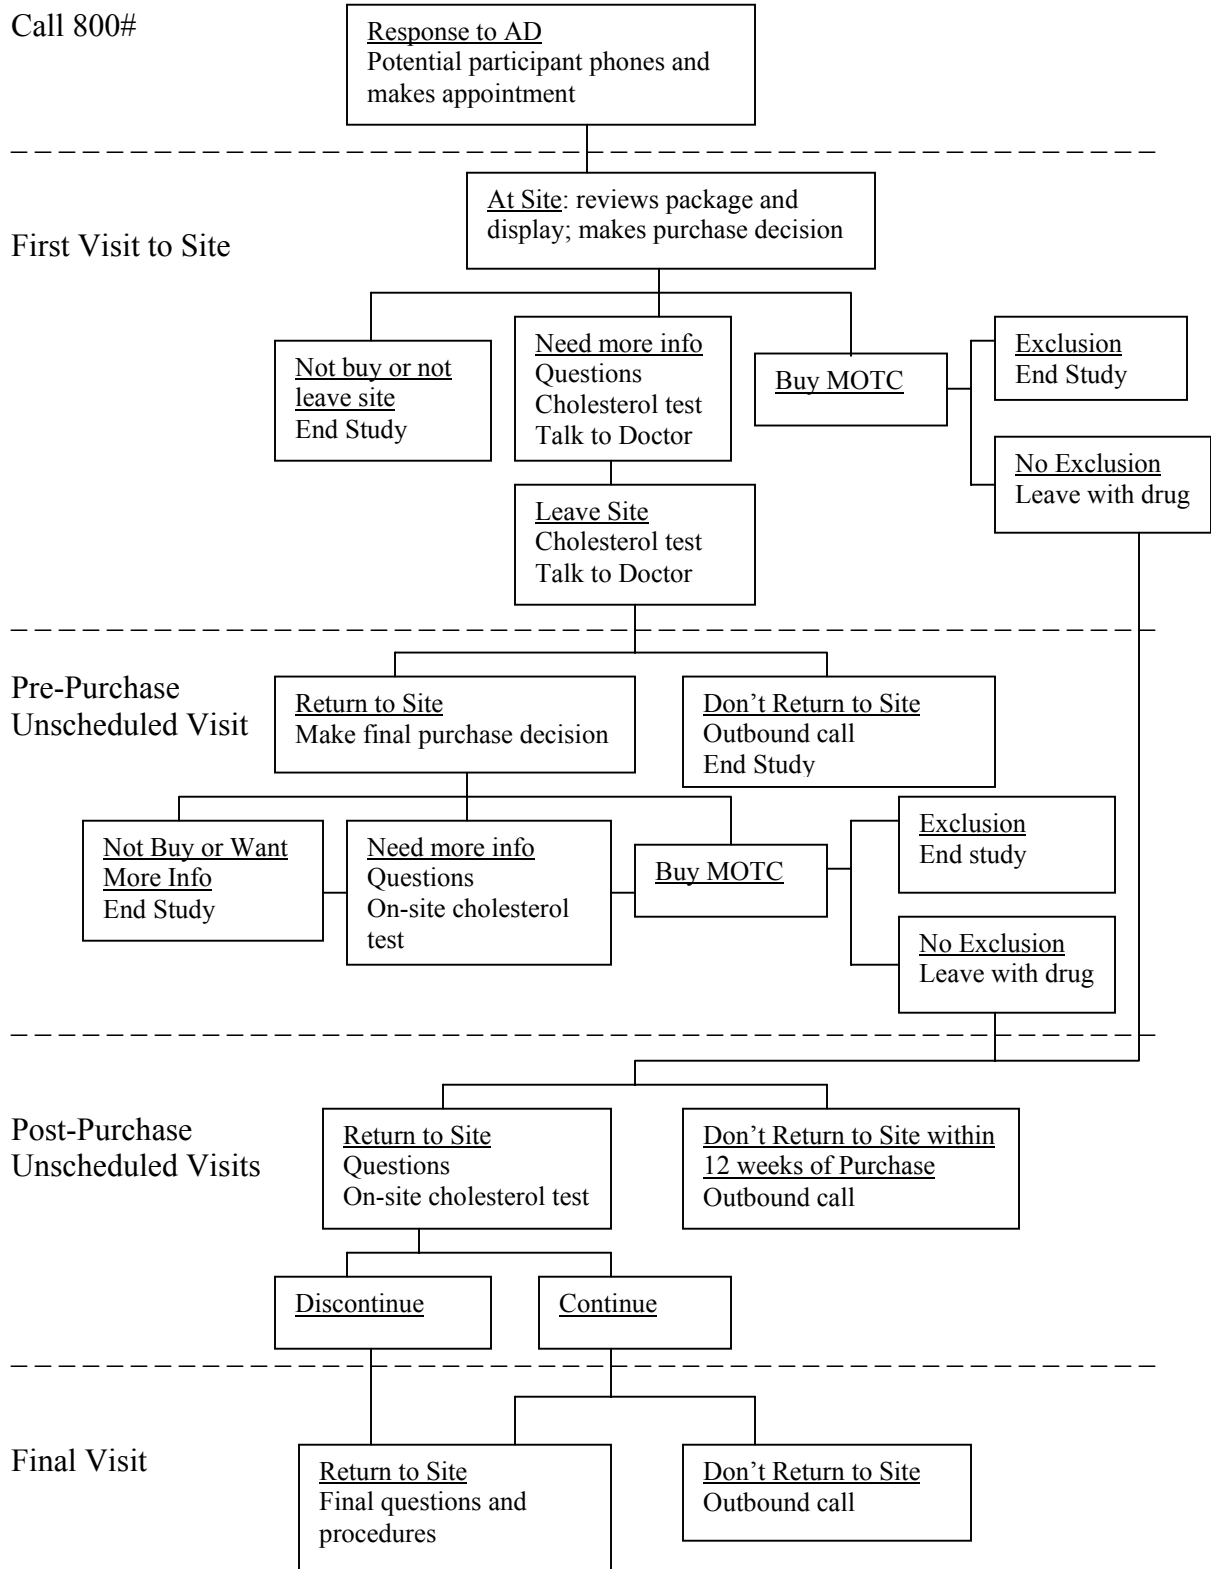 Call 800#
Response to AD
Potential participant phones and
makes appointment
First Visit to Site
At Site: reviews package and
display; makes purchase decision
Not buy or not
leave site
End Study
Need more info
Questions
Cholesterol test
Talk to Doctor
Buy MOTC
Exclusion
End Study
No Exclusion
Leave with drug
Leave Site
Cholesterol test
Talk to Doctor
Pre-Purchase
Unscheduled Visit
Return to Site
Make final purchase decision
Don’t Return to Site
Outbound call
End Study
Not Buy or Want
More Info
End Study
Need more info
Questions
On-site cholesterol
test
Buy MOTC
Exclusion
End study
No Exclusion
Leave with drug
Post-Purchase
Unscheduled Visits
Return to Site
Questions
On-site cholesterol test
Don’t Return to Site within
12 weeks of Purchase
Outbound call
Discontinue
Continue
Final Visit
Return to Site
Final questions and
procedures
Don’t Return to Site
Outbound call